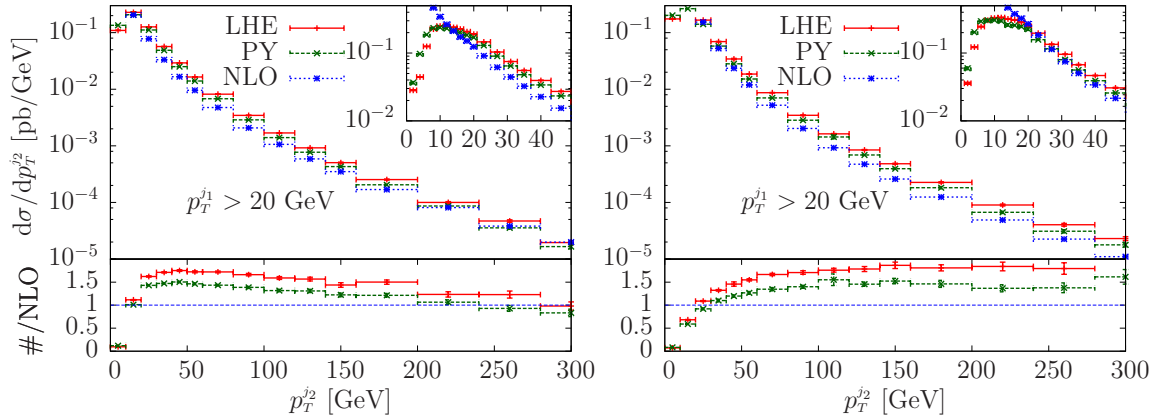 dσ/dp_T^{j_2} [pb/GeV]
10^{-1}
10^{-2}
10^{-3}
10^{-4}
10^{-5}
LHE
PY
NLO
10^{-1}
10^{-2}
0 10 20 30 40
p_T^{j_1} > 20 GeV
#/NLO
1.5
1
0.5
0
0 50 100 150 200 250 300
p_T^{j_2} [GeV]
10^{-1}
10^{-2}
10^{-3}
10^{-4}
10^{-5}
LHE
PY
NLO
10^{-1}
10^{-2}
0 10 20 30 40
p_T^{j_1} > 20 GeV
1.5
1
0.5
0
0 50 100 150 200 250 300
p_T^{j_2} [GeV]